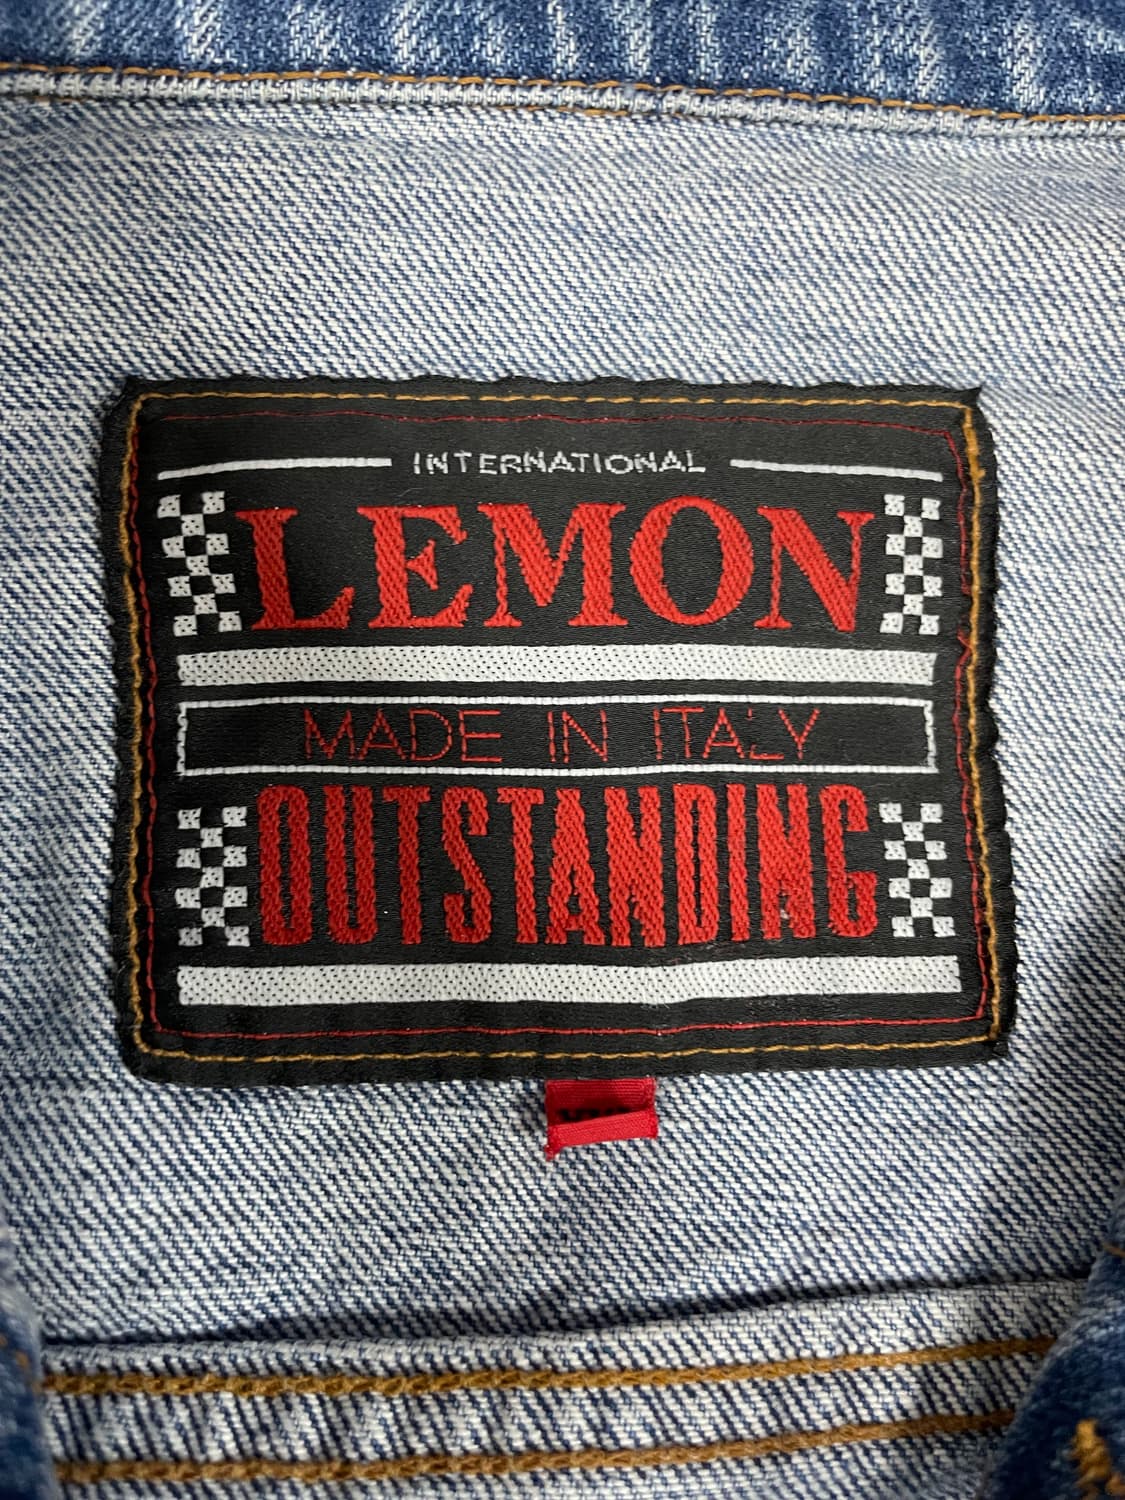 INTERNATIONAL
LEMON
MADE IN ITALY
OUTSTANDING